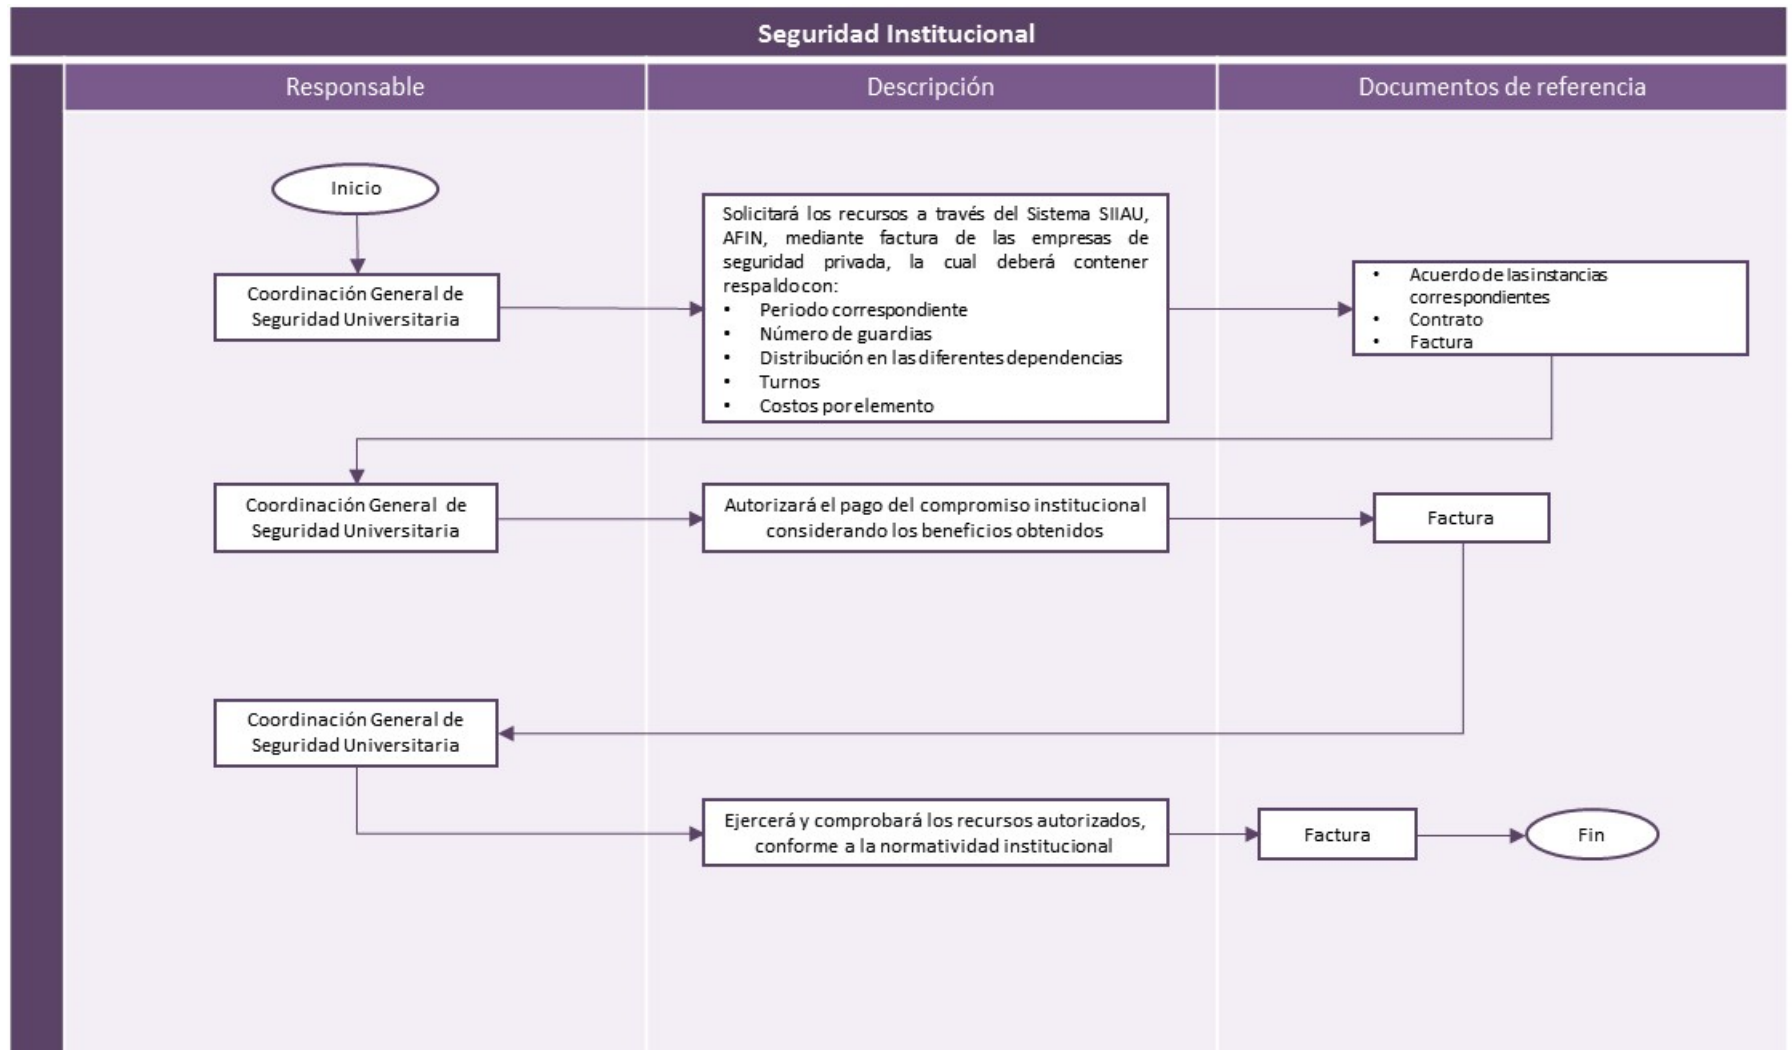 Seguridad Institucional
Responsable
Descripción
Documentos de referencia
Inicio
Coordinación General de
Seguridad Universitaria
Solicitará los recursos a través del Sistema SIIAU,
AFIN, mediante factura de las empresas de
seguridad privada, la cual deberá contener
respaldo con:
• Periodo correspondiente
• Número de guardias
• Distribución en las diferentes dependencias
• Turnos
• Costos por elemento
• Acuerdo de las instancias
correspondientes
• Contrato
• Factura
Coordinación General de
Seguridad Universitaria
Autorizará el pago del compromiso institucional
considerando los beneficios obtenidos
Factura
Coordinación General de
Seguridad Universitaria
Ejercerá y comprobará los recursos autorizados,
conforme a la normatividad institucional
Factura
Fin